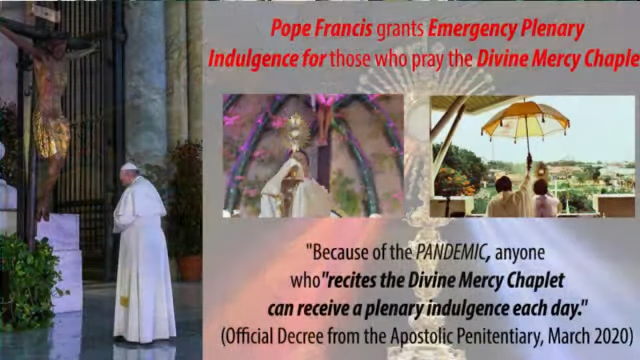 Pope Francis grants Emergency Plenary
Indulgence for those who pray the Divine Mercy Chaple
"Because of the PANDEMIC, anyone
who"recites the Divine Mercy Chaplet
can receive a plenary indulgence each day."
(Official Decree from the Apostolic Penitentiary, March 2020)